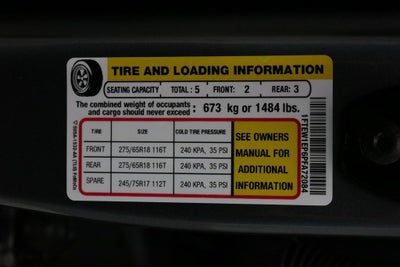 TIRE AND LOADING INFORMATION
SEATING CAPACITY TOTAL : 5 FRONT: 2 REAR: 3
The combined weight of occupants
and cargo should never exceed : 673 kg or 1484 lbs.
TIRE SIZE COLD TIRE PRESSURE
FRONT 275/65R18 116T 240 KPA, 35 PSI
REAR 275/65R18 116T 240 KPA, 35 PSI
SPARE 245/75R17 112T 240 KPA, 35 PSI
SEE OWNERS
MANUAL FOR
ADDITIONAL
INFORMATION